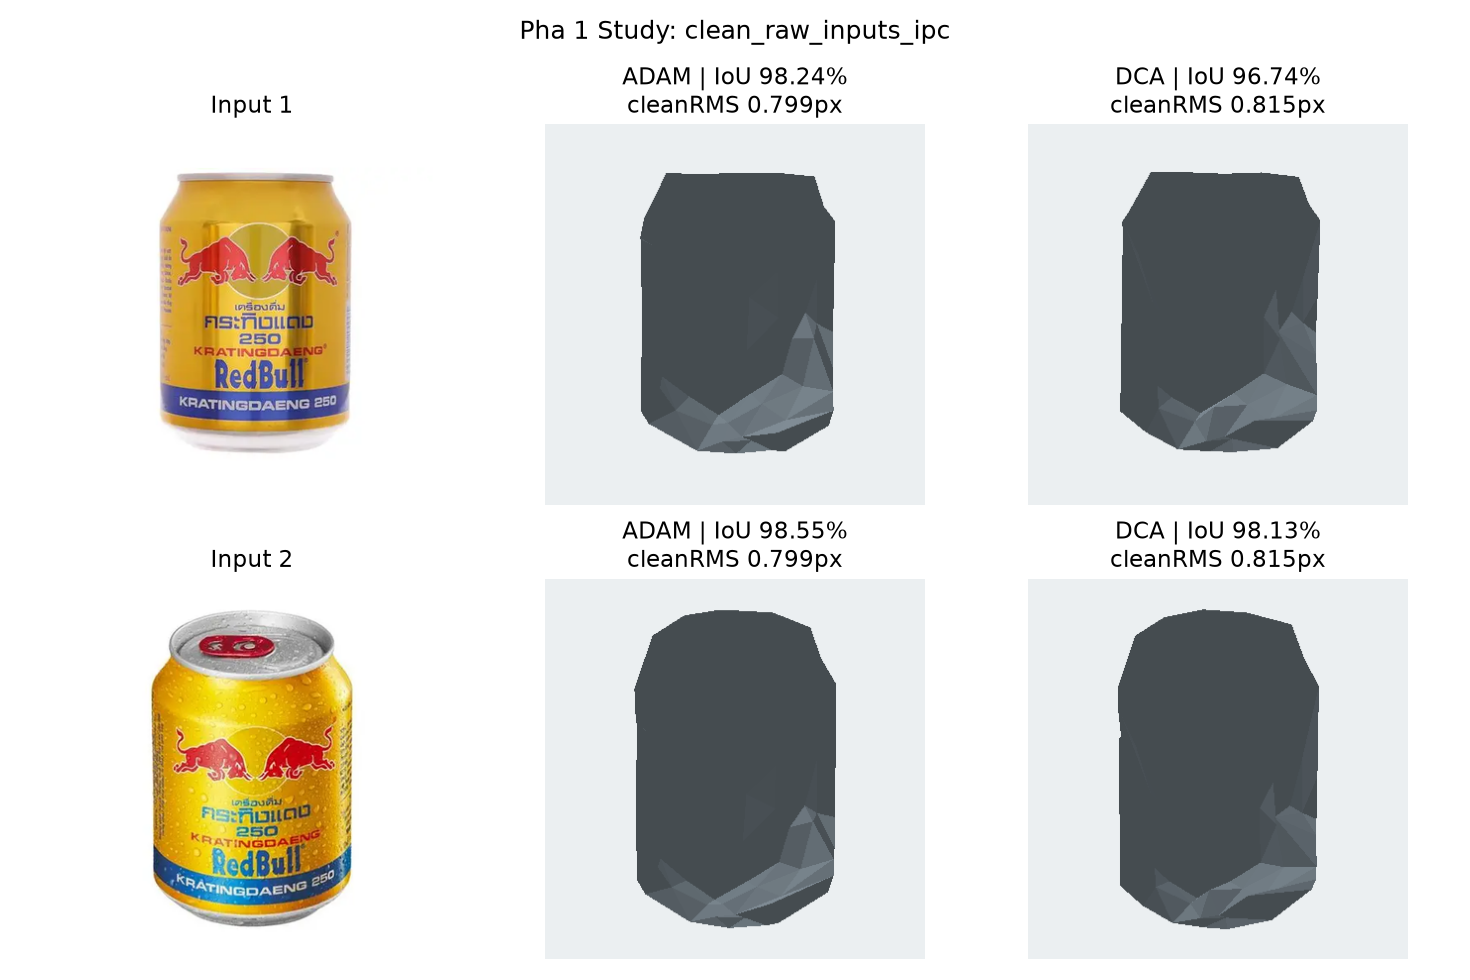 Pha 1 Study: clean_raw_inputs_ipc
Input 1
ADAM | IoU 98.24%
cleanRMS 0.799px
DCA | IoU 96.74%
cleanRMS 0.815px
เครื่องดื่ม
กระทิงแดง
250
KRATINGDAENG®
RedBull
KRATINGDAENG 250
Input 2
ADAM | IoU 98.55%
cleanRMS 0.799px
DCA | IoU 98.13%
cleanRMS 0.815px
เครื่องดื่ม
กระทิงแดง
250
KRATINGDAENG
RedBull
KRATINGDAENG 250